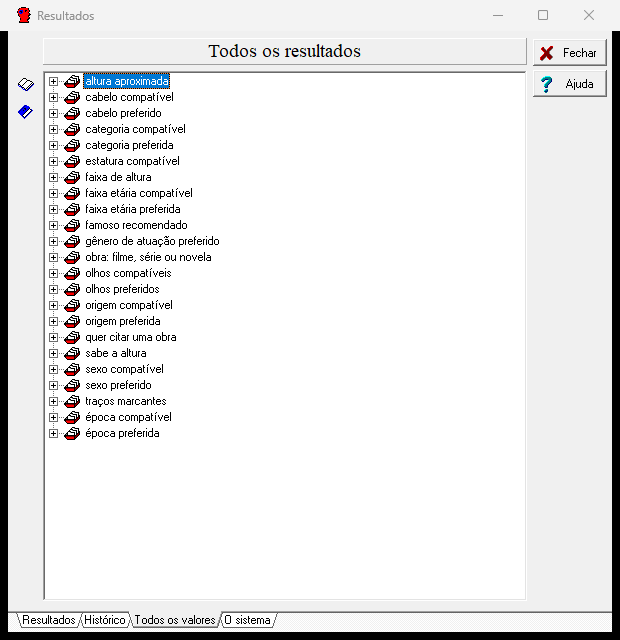 Resultados
Todos os resultados
Fechar
Ajuda
altura aproximada
cabelo compatível
cabelo preferido
categoria compatível
categoria preferida
estatura compatível
faixa de altura
faixa etária compatível
faixa etária preferida
famoso recomendado
gênero de atuação preferido
obra: filme, série ou novela
olhos compatíveis
olhos preferidos
origem compatível
origem preferida
quer citar uma obra
sabe a altura
sexo compatível
sexo preferido
traços marcantes
época compatível
época preferida
Resultados Histórico Todos os valores O sistema